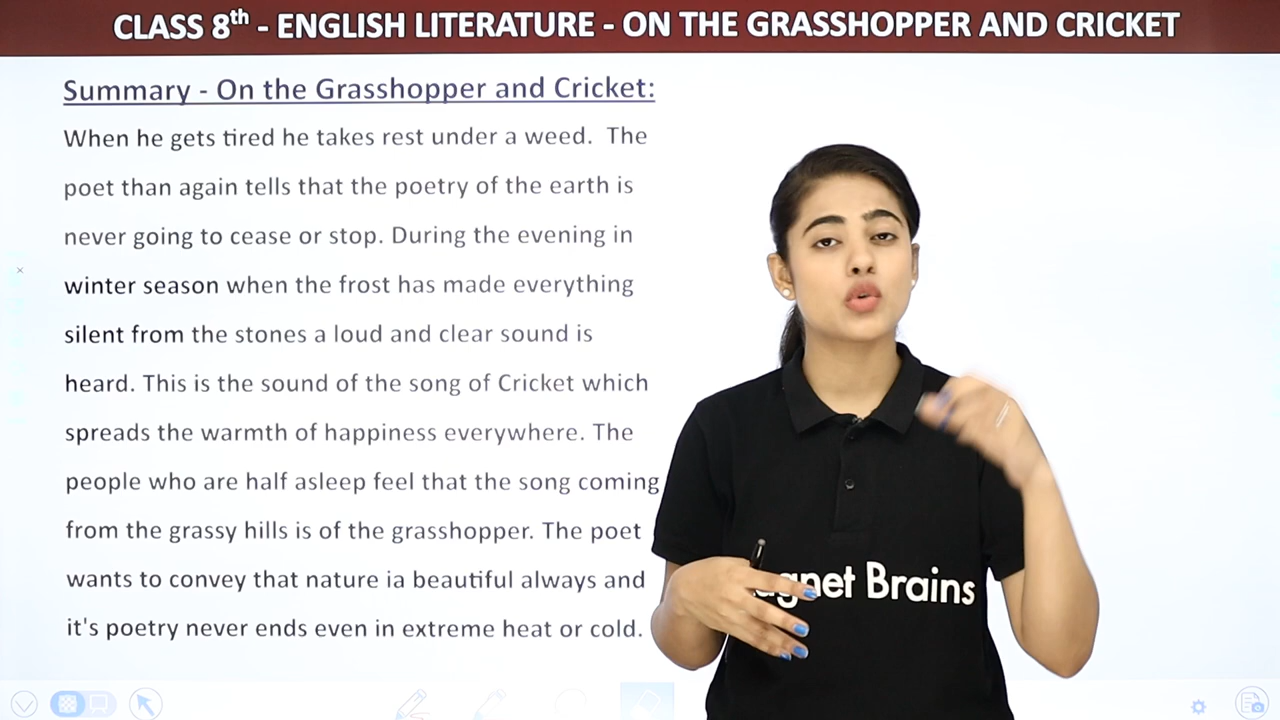 CLASS 8th - ENGLISH LITERATURE - ON THE GRASSHOPPER AND CRICKET
Summary - On the Grasshopper and Cricket:
When he gets tired he takes rest under a weed. The
poet than again tells that the poetry of the earth is
never going to cease or stop. During the evening in
winter season when the frost has made everything
silent from the stones a loud and clear sound is
heard. This is the sound of the song of Cricket which
spreads the warmth of happiness everywhere. The
people who are half asleep feel that the song coming
from the grassy hills is of the grasshopper. The poet
wants to convey that nature ia beautiful always and
it's poetry never ends even in extreme heat or cold.
Brains